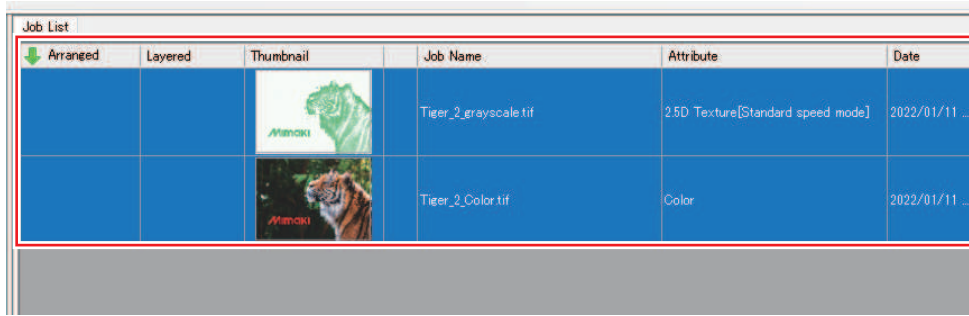 Job List
Arranged Layered Thumbnail Job Name Attribute Date
Mimaki Tiger_2_grayscale.tif 2.5D Texture[Standard speed mode] 2022/01/11 ...
Mimaki Tiger_2_Color.tif Color 2022/01/11 ...